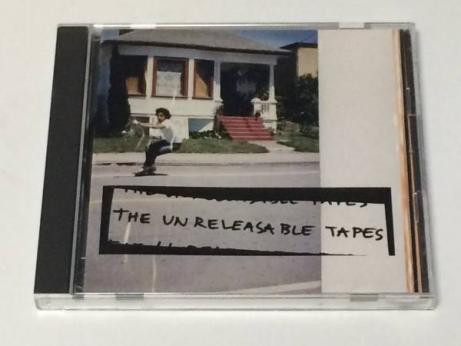 THE UNRELEASABLE TAPES